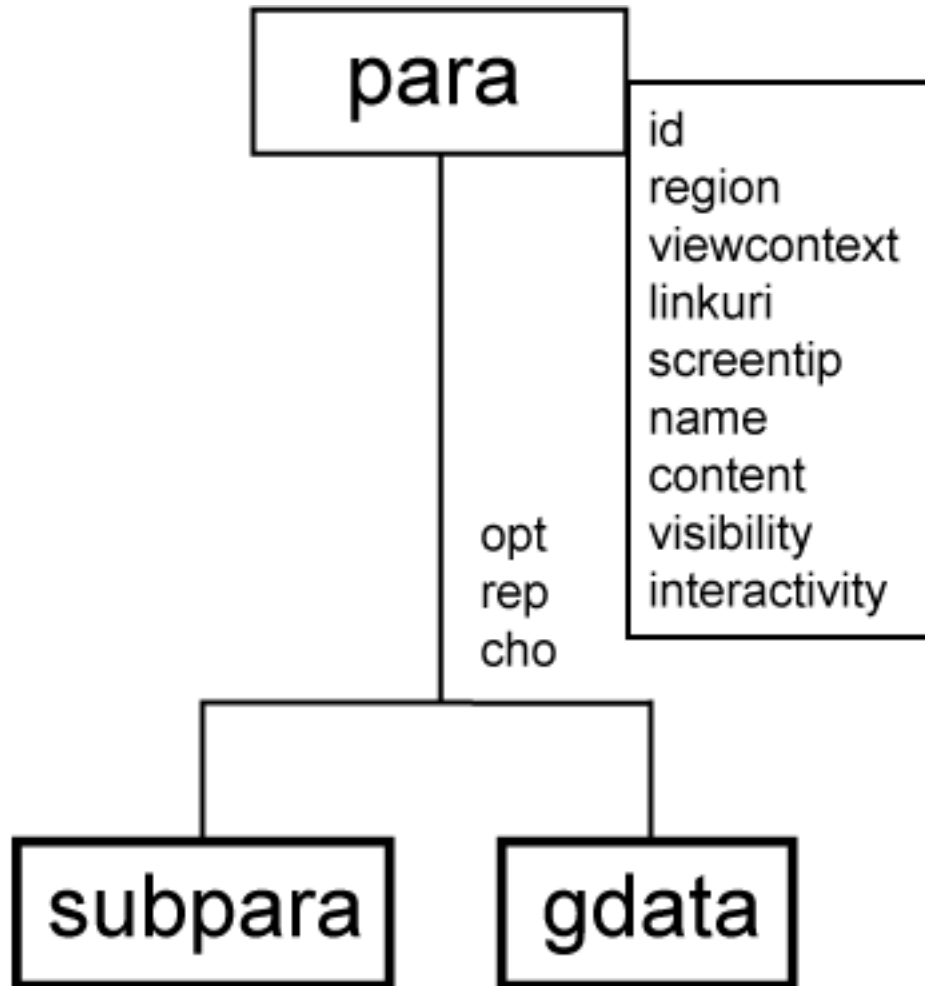 para
id
region
viewcontext
linkuri
screentip
name
content
visibility
interactivity
opt
rep
cho
subpara
gdata